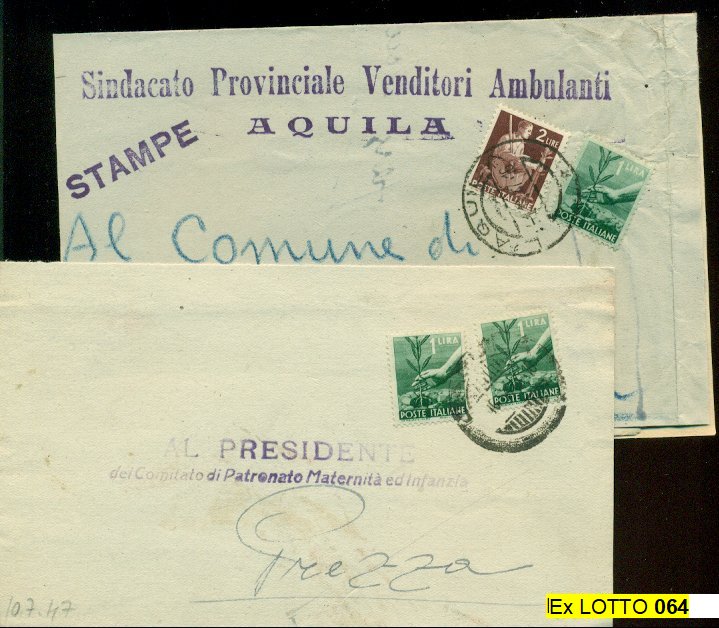 Sindacato Provinciale Venditori Ambulanti
AQUILA
STAMPE
2 LIRE
POSTE ITALIANE
1 LIRA
POSTE ITALIANE
L'AQUILA
Al Comune di
1 LIRA
POSTE ITALIANE
1 LIRA
POSTE ITALIANE
AL PRESIDENTE
del Comitato di Patronato Maternità ed Infanzia
Prezza
10.7.47
Ex LOTTO 064